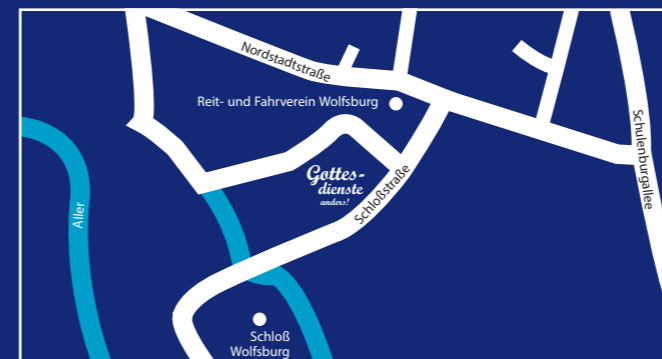 Nordstadtstraße
Reit- und Fahrverein Wolfsburg
Schulenburgallee
Gottes-
dienste
anders!
Schloßstraße
Aller
Schloß
Wolfsburg